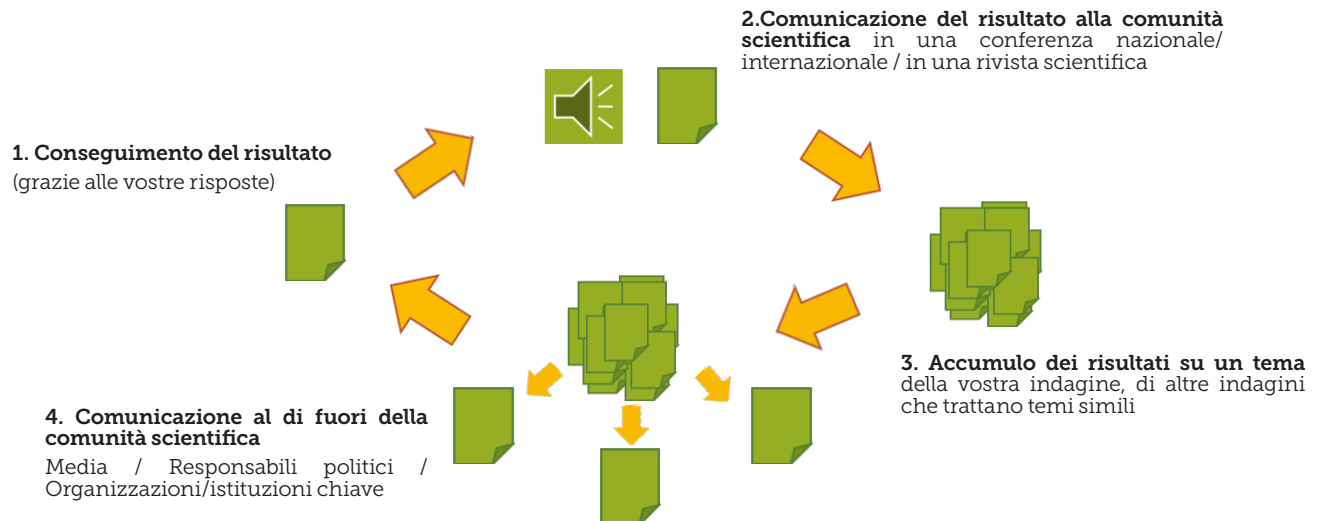 1. Conseguimento del risultato
(grazie alle vostre risposte)
2.Comunicazione del risultato alla comunità
scientifica in una conferenza nazionale/
internazionale / in una rivista scientifica
3. Accumulo dei risultati su un tema
della vostra indagine, di altre indagini
che trattano temi simili
4. Comunicazione al di fuori della
comunità scientifica
Media / Responsabili politici /
Organizzazioni/istituzioni chiave